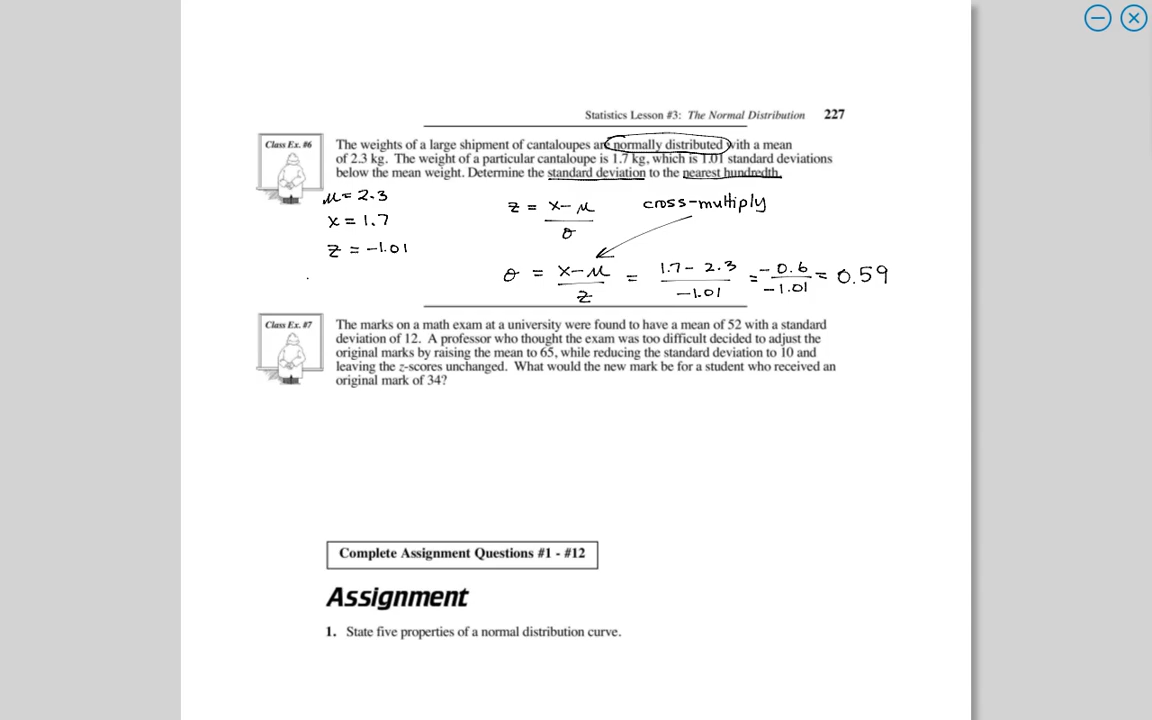 Statistics Lesson #3: The Normal Distribution 227
Class Ex. #6
The weights of a large shipment of cantaloupes are normally distributed with a mean
of 2.3 kg. The weight of a particular cantaloupe is 1.7 kg, which is 1.01 standard deviations
below the mean weight. Determine the standard deviation to the nearest hundredth.
μ = 2.3
x = 1.7
z = -1.01
z = x-μ / σ
cross-multiply
σ = x-μ / z = 1.7 - 2.3 / -1.01 = -0.6 / -1.01 = 0.59
Class Ex. #7
The marks on a math exam at a university were found to have a mean of 52 with a standard
deviation of 12. A professor who thought the exam was too difficult decided to adjust the
original marks by raising the mean to 65, while reducing the standard deviation to 10 and
leaving the z-scores unchanged. What would the new mark be for a student who received an
original mark of 34?
Complete Assignment Questions #1 - #12
Assignment
1. State five properties of a normal distribution curve.